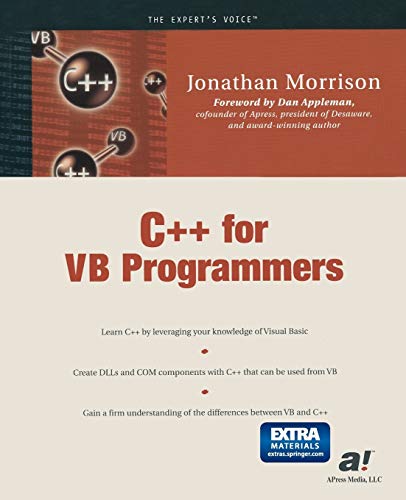 THE EXPERT'S VOICE™
VB
C++
VB
C++
Jonathan Morrison
Foreword by Dan Appleman,
cofounder of Apress, president of Desaware,
and award-winning author
C++ for
VB Programmers
Learn C++ by leveraging your knowledge of Visual Basic
Create DLLs and COM components with C++ that can be used from VB
Gain a firm understanding of the differences between VB and C++
EXTRA
MATERIALS
extras.springer.com
a!™
APress Media, LLC